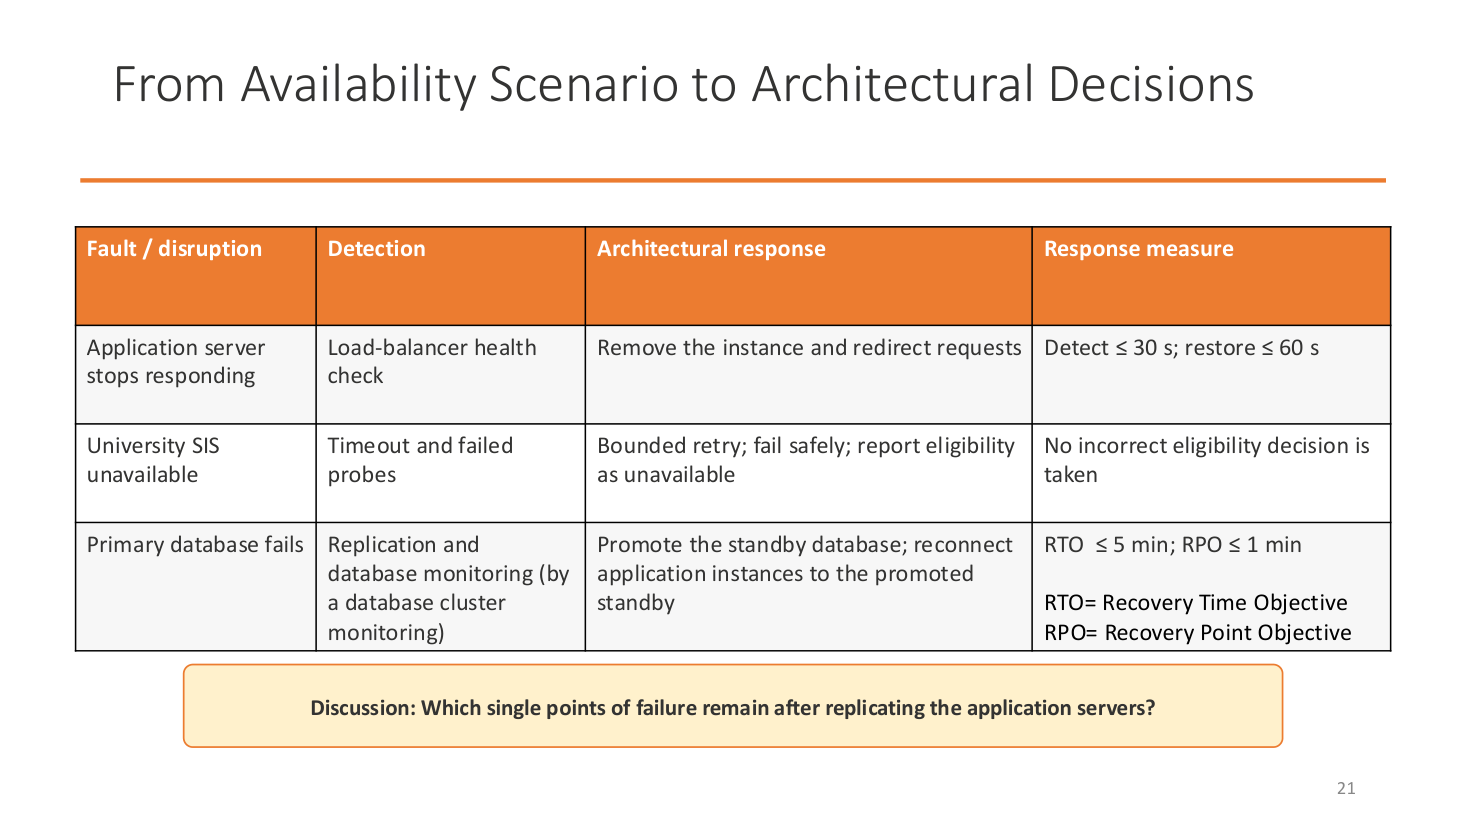 From Availability Scenario to Architectural Decisions
Fault / disruption
Detection
Architectural response
Response measure
Application server
stops responding
Load-balancer health
check
Remove the instance and redirect requests
Detect ≤ 30 s; restore ≤ 60 s
University SIS
unavailable
Timeout and failed
probes
Bounded retry; fail safely; report eligibility
as unavailable
No incorrect eligibility decision is
taken
Primary database fails
Replication and
database monitoring (by
a database cluster
monitoring)
Promote the standby database; reconnect
application instances to the promoted
standby
RTO  ≤ 5 min; RPO ≤ 1 min
RTO= Recovery Time Objective
RPO= Recovery Point Objective
Discussion: Which single points of failure remain after replicating the application servers?
21